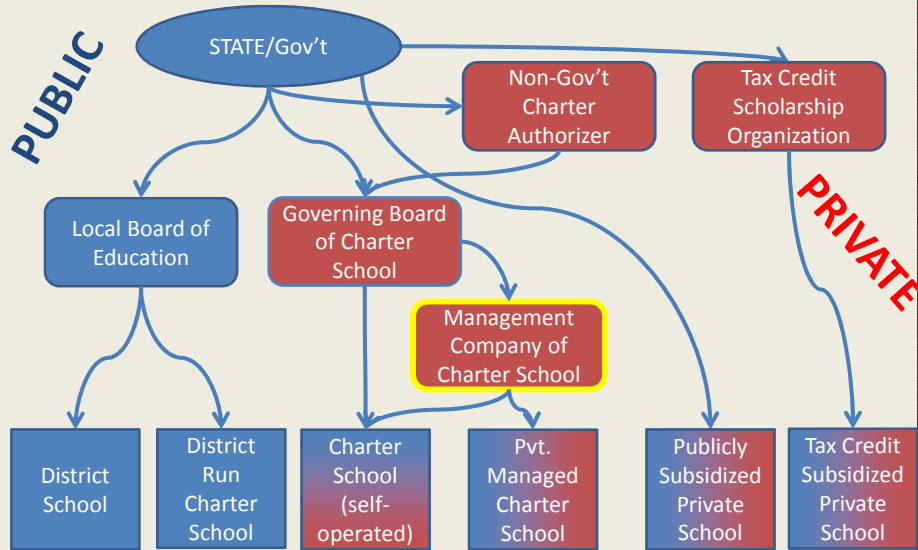 PUBLIC
STATE/Gov't
Non-Gov't
Charter
Authorizer
Tax Credit
Scholarship
Organization
PRIVATE
Local Board of
Education
Governing Board
of Charter
School
Management
Company of
Charter School
District
School
District
Run
Charter
School
Charter
School
(self-
operated)
Pvt.
Managed
Charter
School
Publicly
Subsidized
Private
School
Tax Credit
Subsidized
Private
School